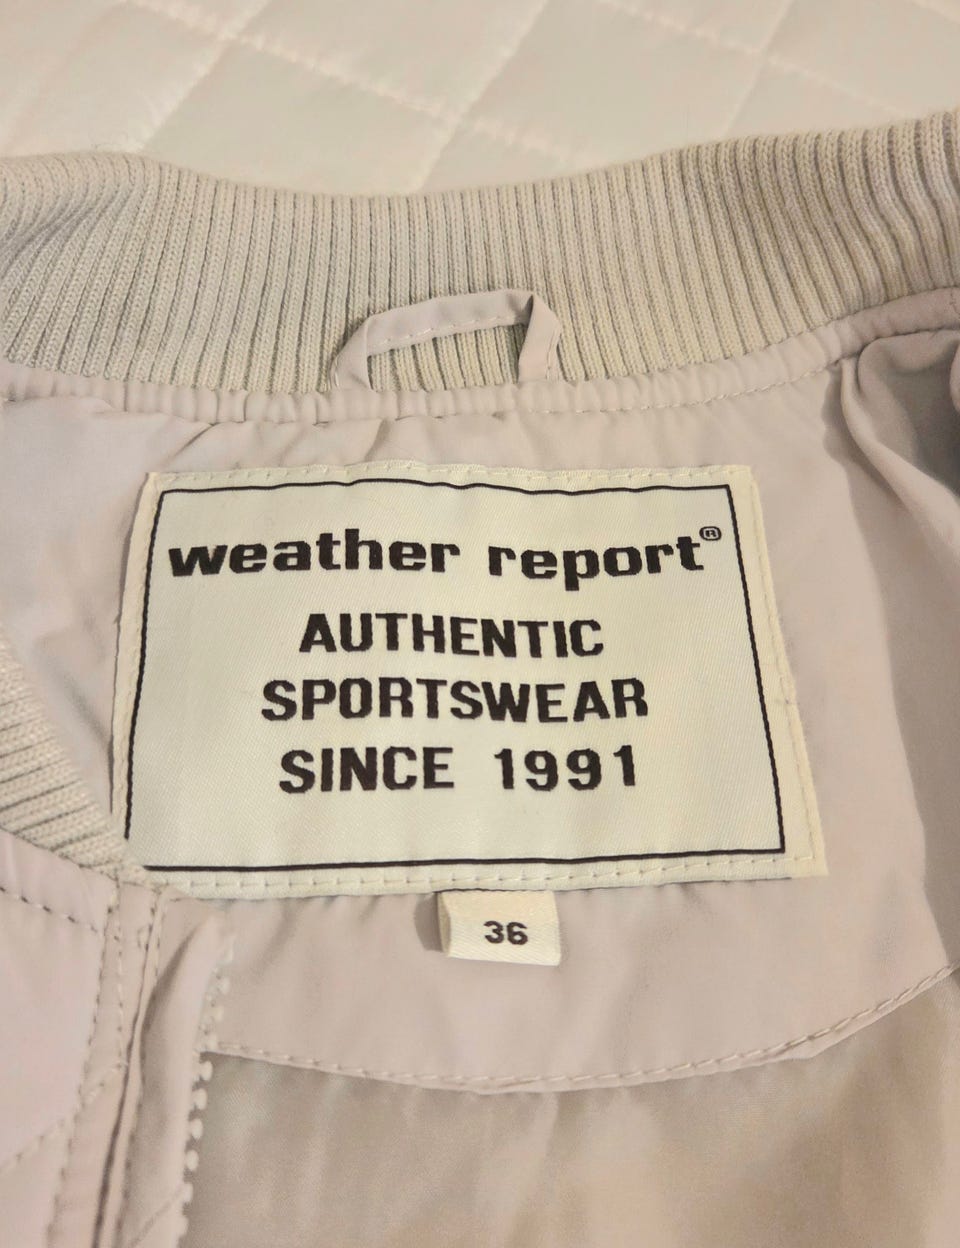 weather report®
AUTHENTIC
SPORTSWEAR
SINCE 1991
36